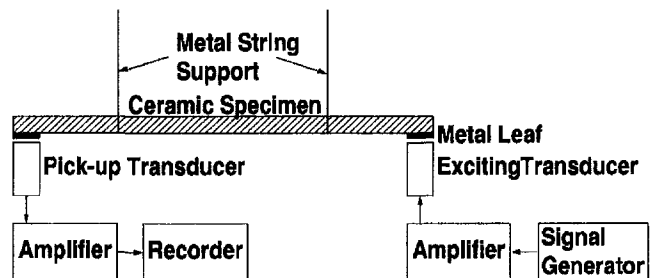 Metal String
Support
Ceramic Specimen
Metal Leaf
Pick-up Transducer
ExcitingTransducer
Amplifier
Recorder
Amplifier
Signal
Generator